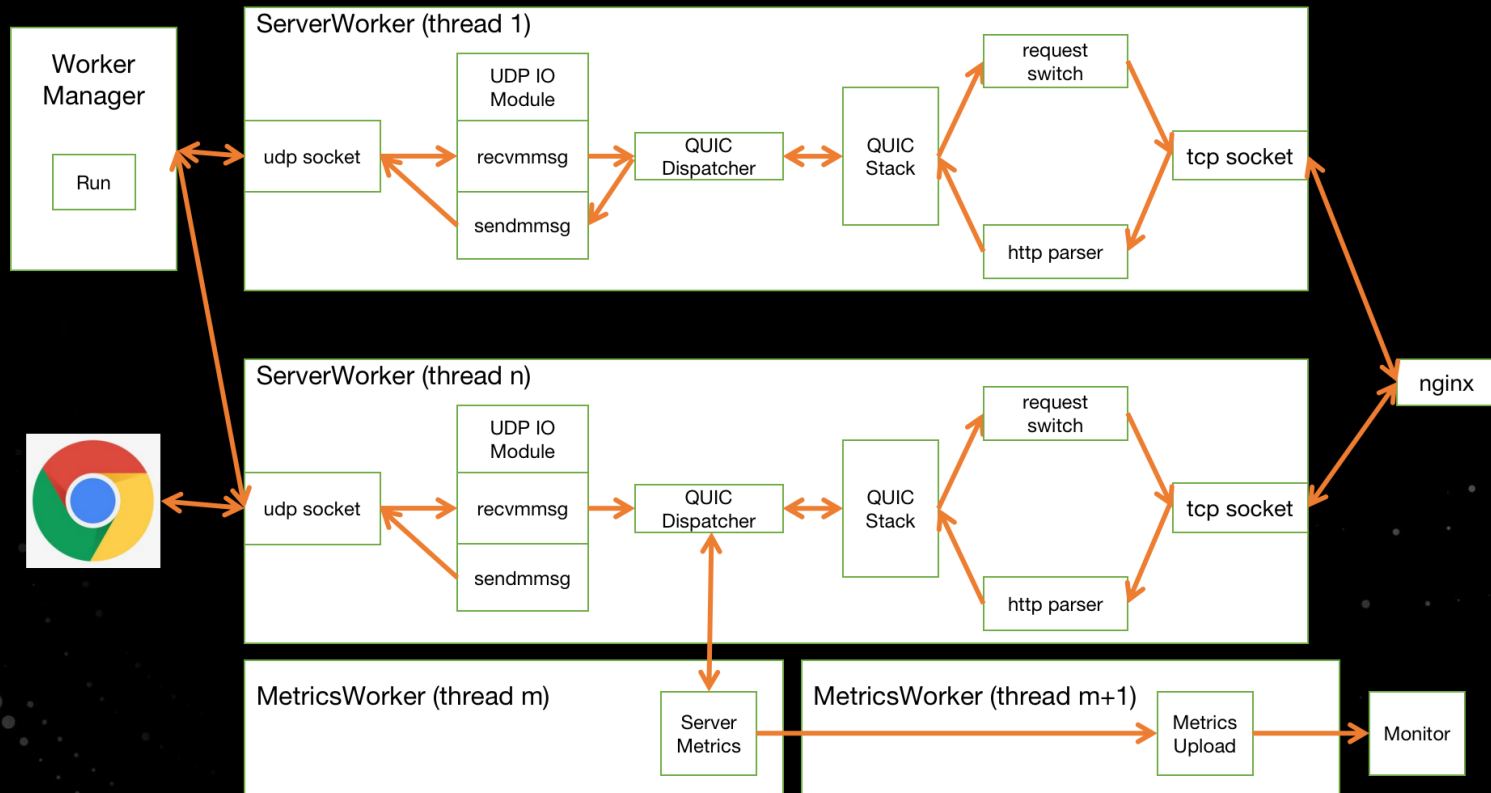 Worker
Manager
Run
ServerWorker (thread 1)
udp socket
UDP IO
Module
recvmmsg
sendmmsg
QUIC
Dispatcher
QUIC
Stack
request
switch
http parser
tcp socket
ServerWorker (thread n)
udp socket
UDP IO
Module
recvmmsg
sendmmsg
QUIC
Dispatcher
QUIC
Stack
request
switch
http parser
tcp socket
nginx
MetricsWorker (thread m)
Server
Metrics
MetricsWorker (thread m+1)
Metrics
Upload
Monitor